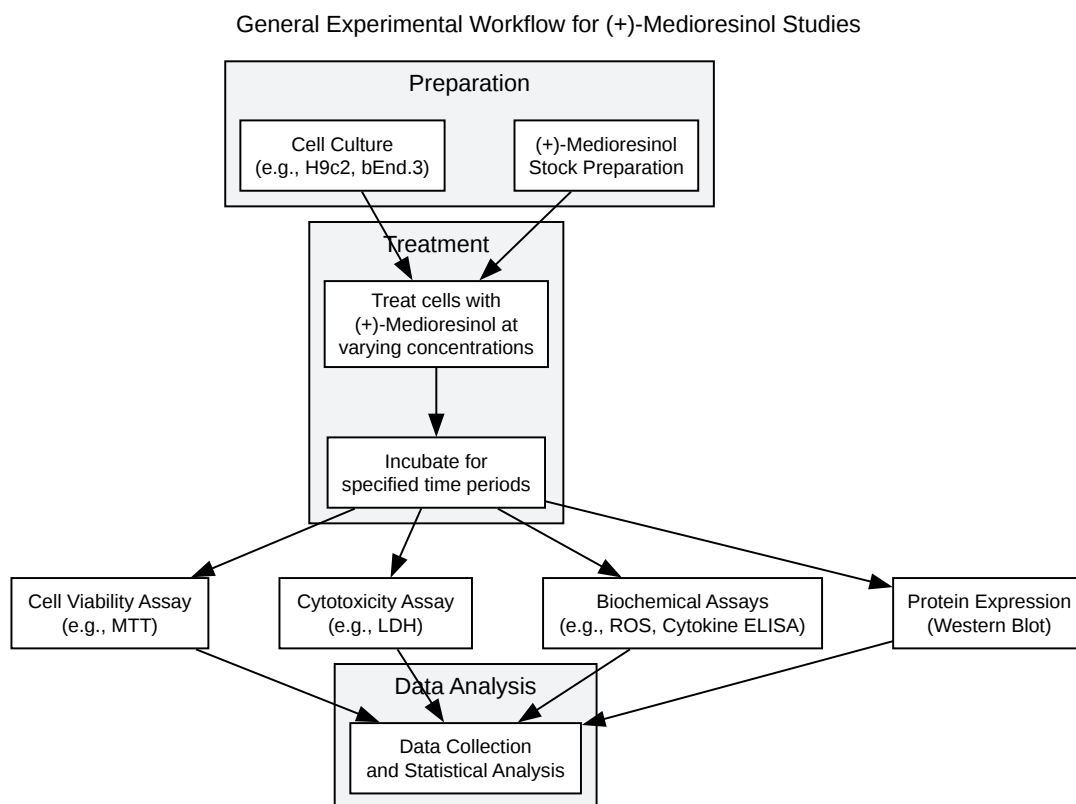 General Experimental Workflow for (+)-Medioresinol Studies
Preparation
Cell Culture
(e.g., H9c2, bEnd.3)
(+)-Medioresinol
Stock Preparation
Treatment
Treat cells with
(+)-Medioresinol at
varying concentrations
Incubate for
specified time periods
Cell Viability Assay
(e.g., MTT)
Cytotoxicity Assay
(e.g., LDH)
Biochemical Assays
(e.g., ROS, Cytokine ELISA)
Protein Expression
(Western Blot)
Data Analysis
Data Collection
and Statistical Analysis